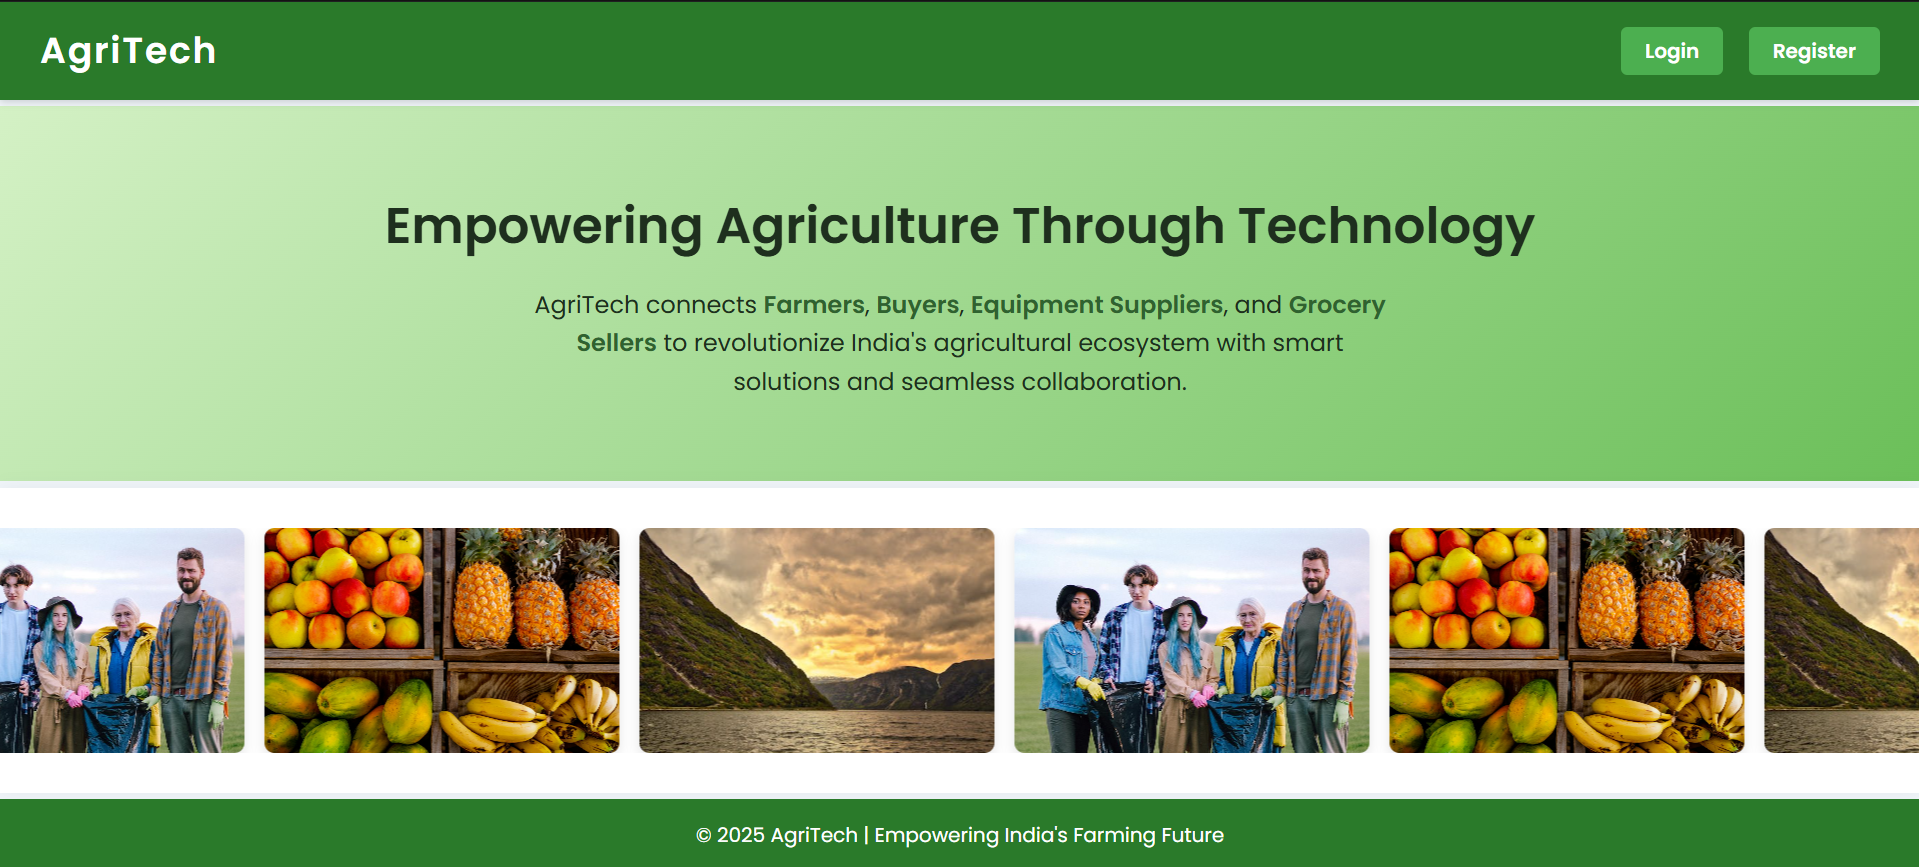 AgriTech
Login
Register
Empowering Agriculture Through Technology
AgriTech connects Farmers, Buyers, Equipment Suppliers, and Grocery
Sellers to revolutionize India's agricultural ecosystem with smart
solutions and seamless collaboration.
© 2025 AgriTech | Empowering India's Farming Future